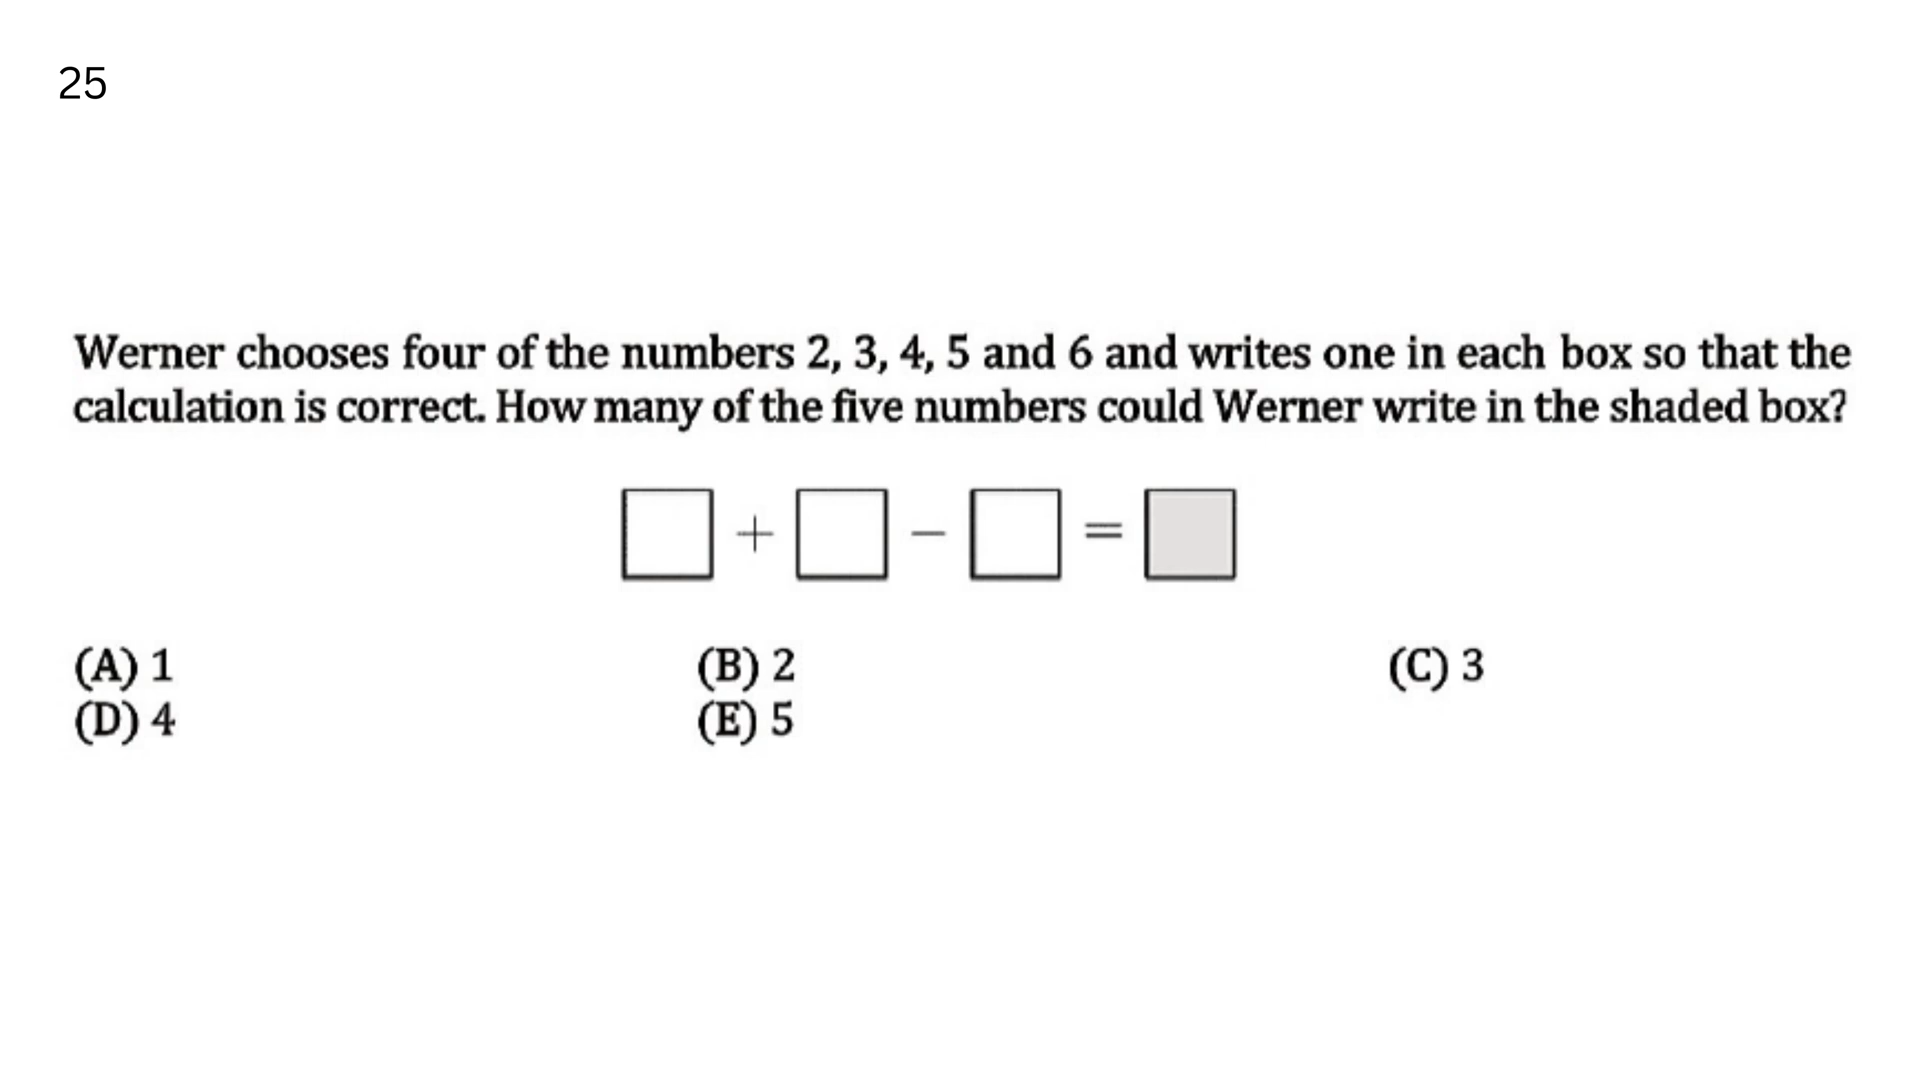 25
Werner chooses four of the numbers 2, 3, 4, 5 and 6 and writes one in each box so that the
calculation is correct. How many of the five numbers could Werner write in the shaded box?
+ − =
(A) 1 (B) 2 (C) 3
(D) 4 (E) 5